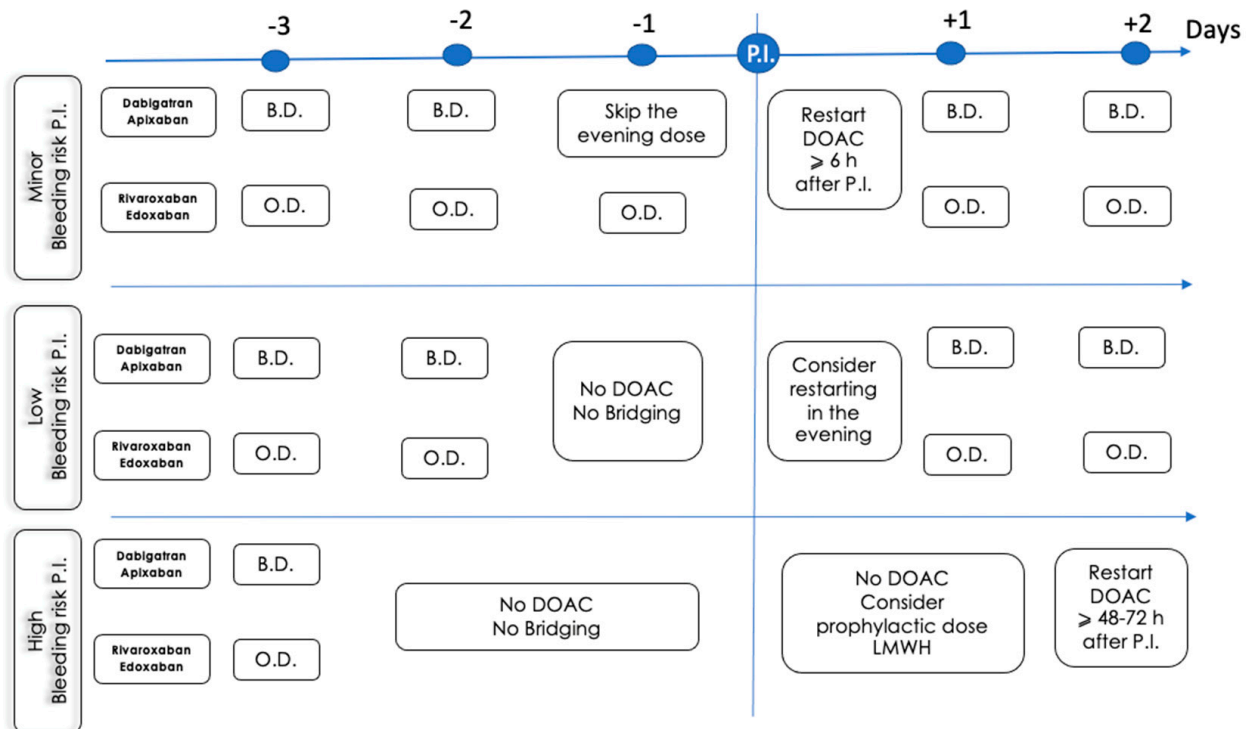 -3
-2
-1
P.I.
+1
+2
Days
Minor
Bleeding risk P.I.
Dabigatran
Apixaban
B.D.
B.D.
Skip the
evening dose
Restart
DOAC
⩾ 6 h
after P.I.
B.D.
B.D.
Rivaroxaban
Edoxaban
O.D.
O.D.
O.D.
O.D.
O.D.
Low
Bleeding risk P.I.
Dabigatran
Apixaban
B.D.
B.D.
No DOAC
No Bridging
Consider
restarting
in the
evening
B.D.
B.D.
Rivaroxaban
Edoxaban
O.D.
O.D.
O.D.
O.D.
High
Bleeding risk P.I.
Dabigatran
Apixaban
B.D.
No DOAC
No Bridging
No DOAC
Consider
prophylactic dose
LMWH
Restart
DOAC
⩾ 48-72 h
after P.I.
Rivaroxaban
Edoxaban
O.D.